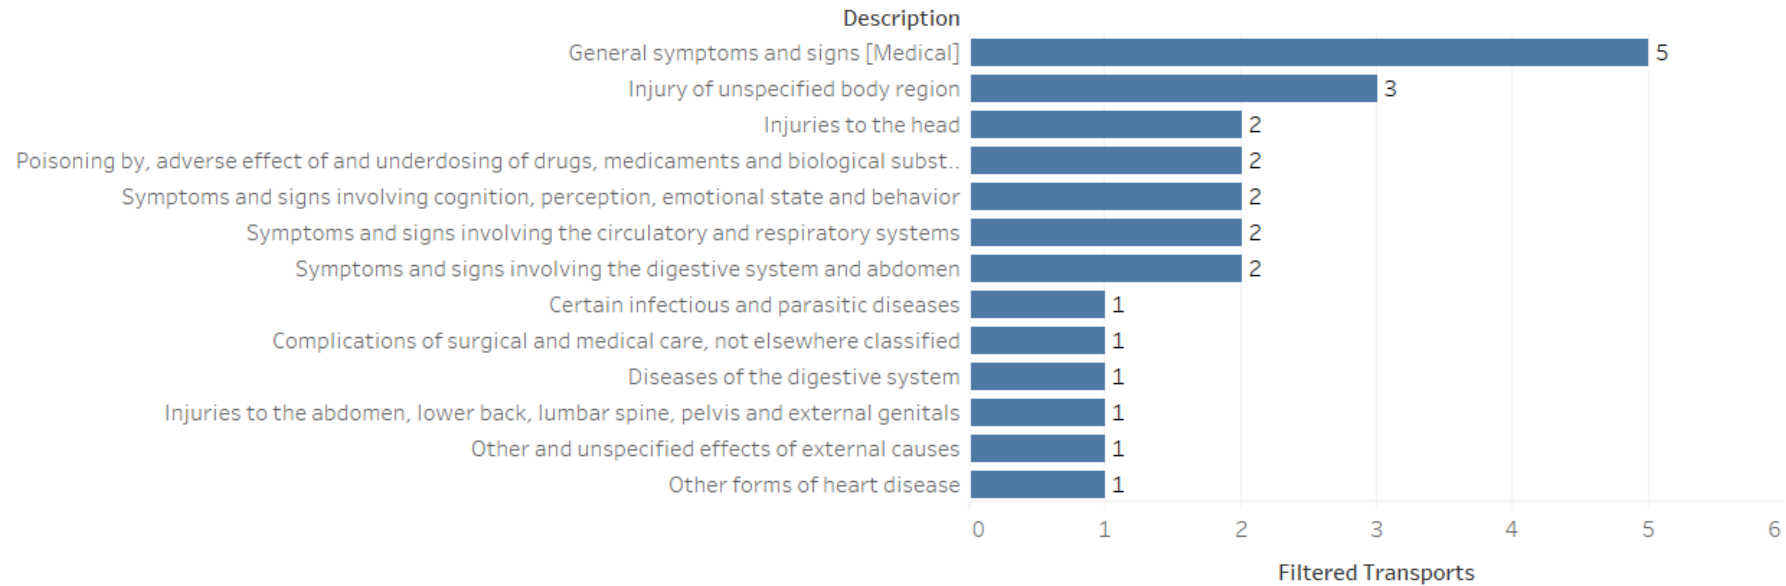 Description
General symptoms and signs [Medical] 5
Injury of unspecified body region 3
Injuries to the head 2
Poisoning by, adverse effect of and underdosing of drugs, medicaments and biological subst.. 2
Symptoms and signs involving cognition, perception, emotional state and behavior 2
Symptoms and signs involving the circulatory and respiratory systems 2
Symptoms and signs involving the digestive system and abdomen 2
Certain infectious and parasitic diseases 1
Complications of surgical and medical care, not elsewhere classified 1
Diseases of the digestive system 1
Injuries to the abdomen, lower back, lumbar spine, pelvis and external genitals 1
Other and unspecified effects of external causes 1
Other forms of heart disease 1
0 1 2 3 4 5 6
Filtered Transports